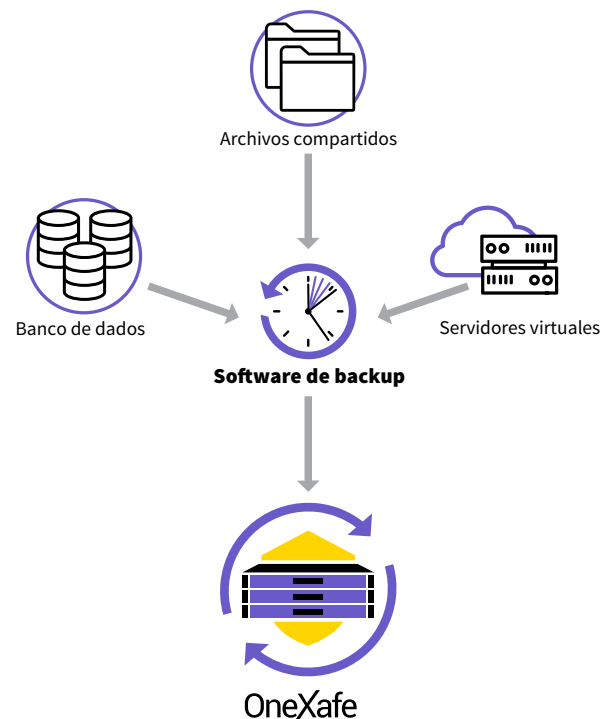 Archivos compartidos
Banco de dados
Servidores virtuales
Software de backup
OneXafe